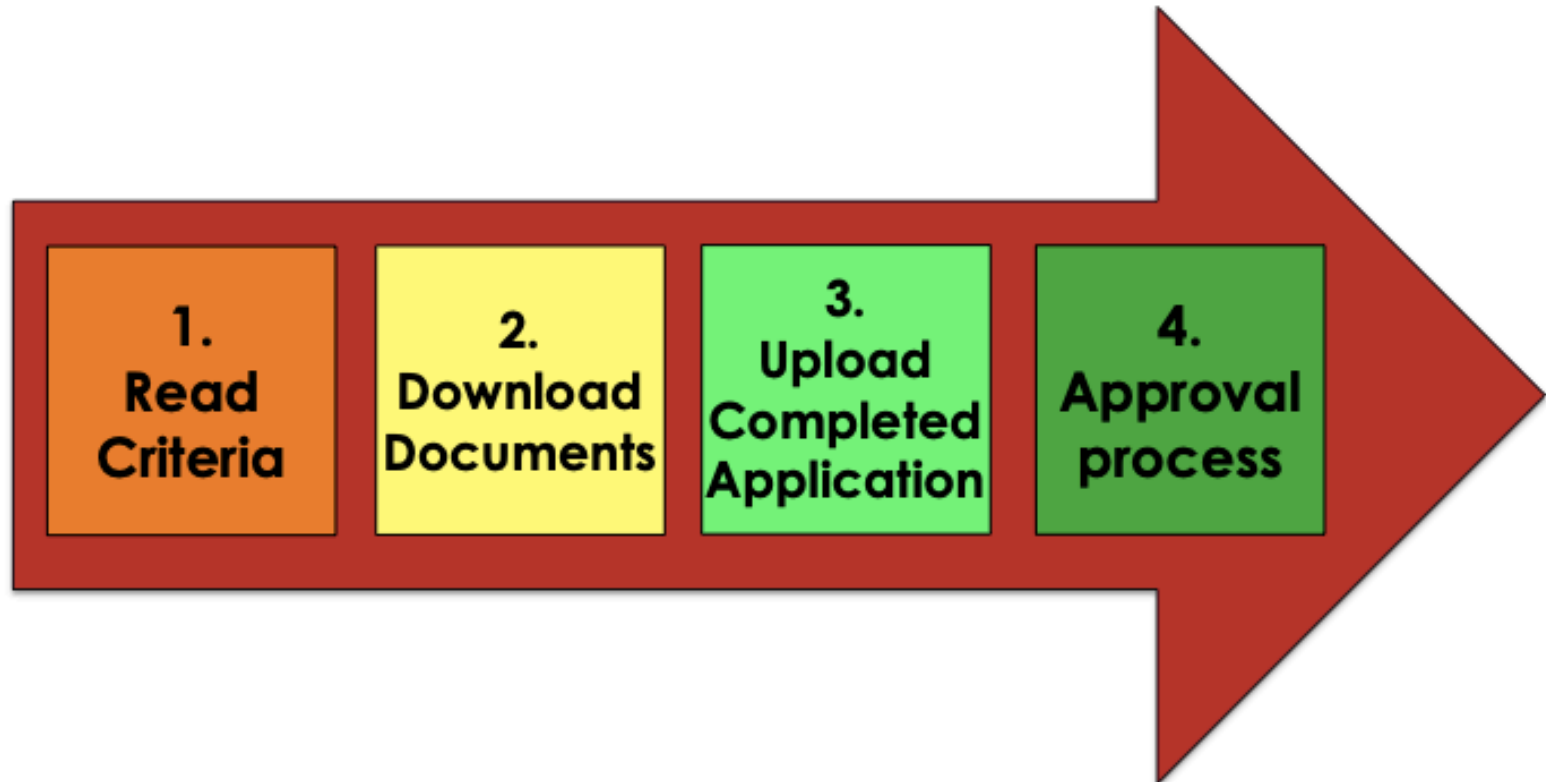 1.
Read
Criteria
2.
Download
Documents
3.
Upload
Completed
Application
4.
Approval
process